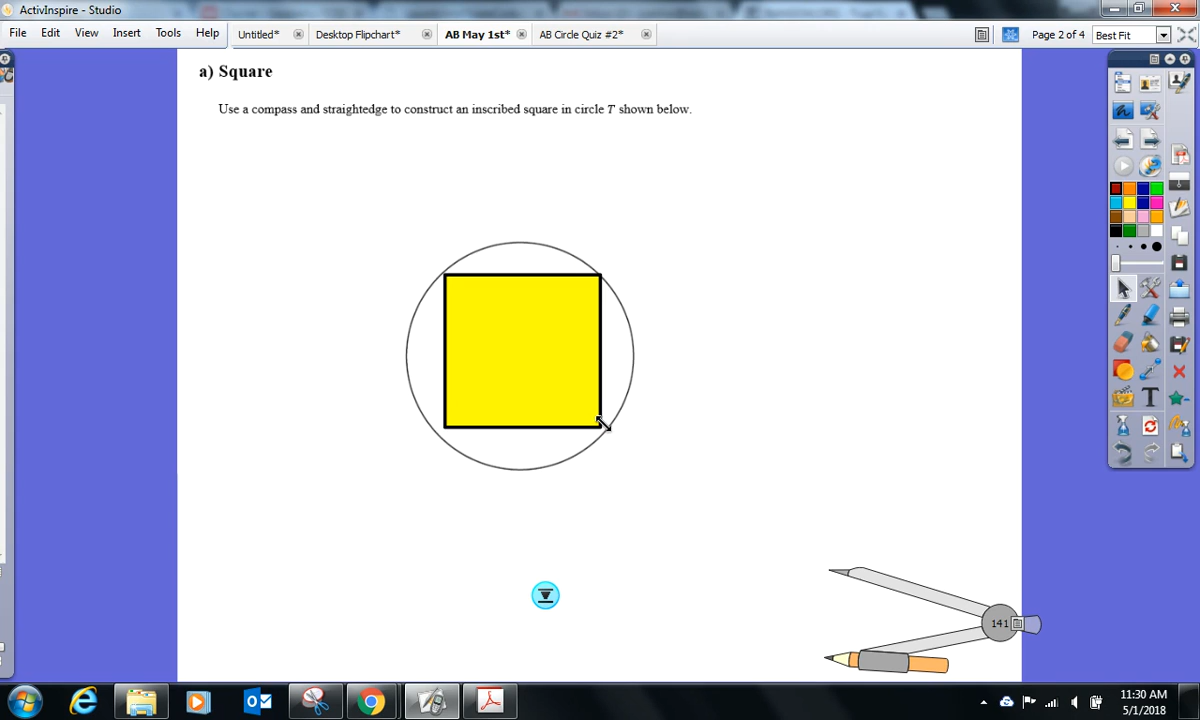 ActivInspire - Studio
File Edit View Insert Tools Help
Untitled* Desktop Flipchart* AB May 1st* AB Circle Quiz #2*
Page 2 of 4 Best Fit
a) Square
Use a compass and straightedge to construct an inscribed square in circle T shown below.
T
141
11:30 AM
5/1/2018